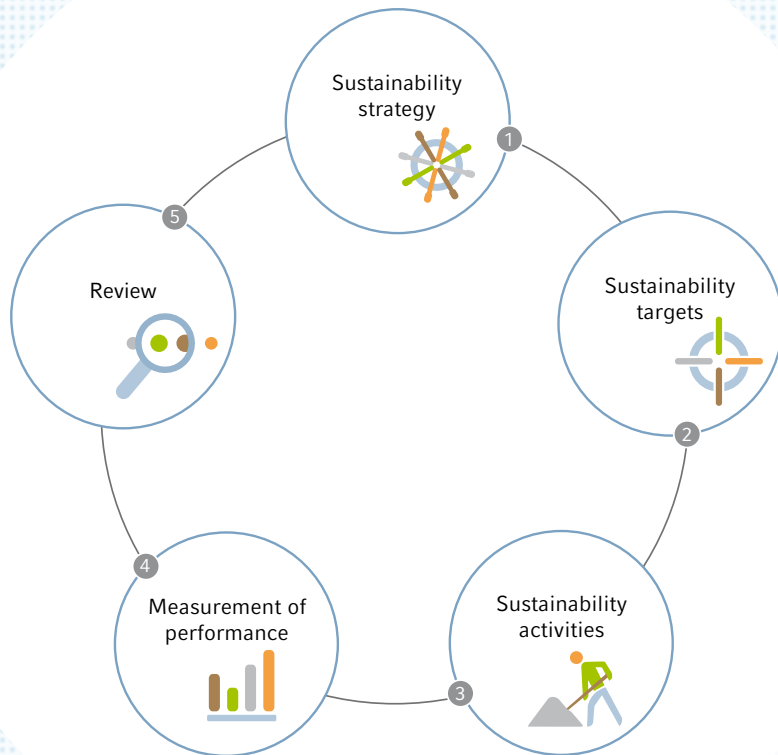 Sustainability
strategy
1
Sustainability
targets
2
Sustainability
activities
3
Measurement of
performance
4
Review
5